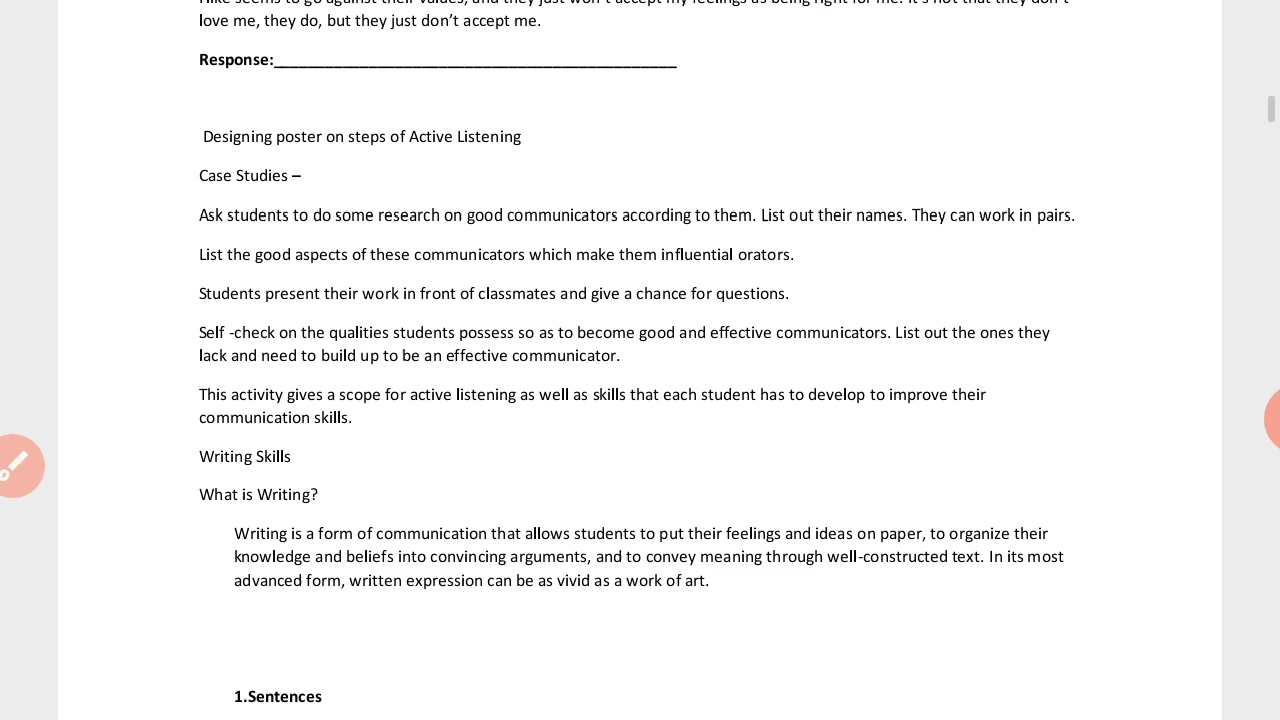 love me, they do, but they just don’t accept me.
Response:______________________________________________
Designing poster on steps of Active Listening
Case Studies –
Ask students to do some research on good communicators according to them. List out their names. They can work in pairs.
List the good aspects of these communicators which make them influential orators.
Students present their work in front of classmates and give a chance for questions.
Self -check on the qualities students possess so as to become good and effective communicators. List out the ones they
lack and need to build up to be an effective communicator.
This activity gives a scope for active listening as well as skills that each student has to develop to improve their
communication skills.
Writing Skills
What is Writing?
Writing is a form of communication that allows students to put their feelings and ideas on paper, to organize their
knowledge and beliefs into convincing arguments, and to convey meaning through well-constructed text. In its most
advanced form, written expression can be as vivid as a work of art.
1.Sentences